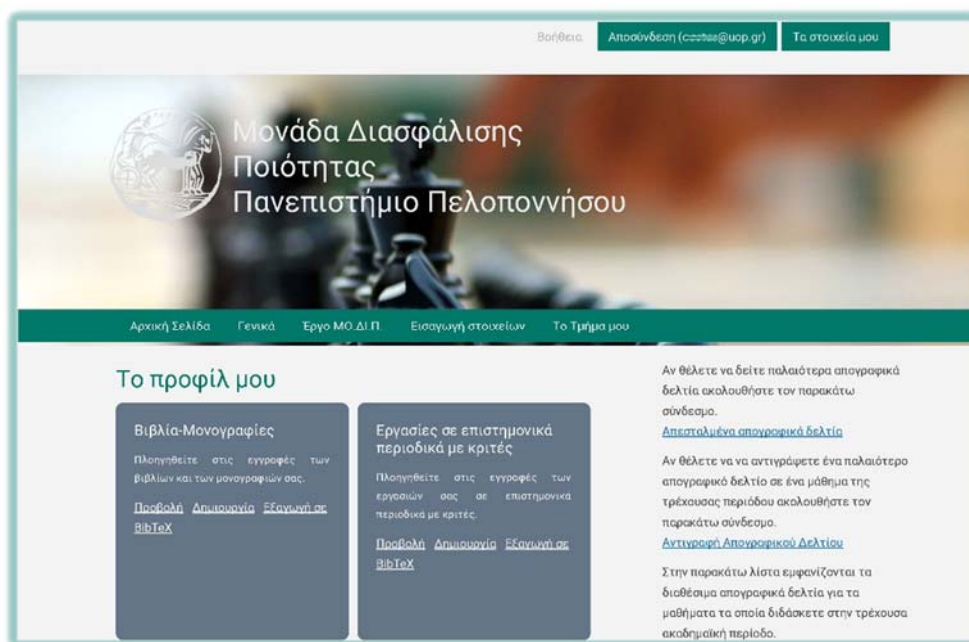 Βοήθεια Αποσύνδεση (costas@uop.gr) Τα στοιχεία μου
Μονάδα Διασφάλισης
Ποιότητας
Πανεπιστήμιο Πελοποννήσου
Αρχική Σελίδα Γενικά Έργο ΜΟ.ΔΙ.Π. Εισαγωγή στοιχείων Το Τμήμα μου
Το προφίλ μου
Βιβλία-Μονογραφίες
Πλοηγηθείτε στις εγγραφές των
βιβλίων και των μονογραφιών σας.
Προβολή Δημιουργία Εξαγωγή σε
BibTeX
Εργασίες σε επιστημονικά
περιοδικά με κριτές
Πλοηγηθείτε στις εγγραφές των
εργασιών σας σε επιστημονικά
περιοδικά με κριτές.
Προβολή Δημιουργία Εξαγωγή σε
BibTeX
Αν θέλετε να δείτε παλαιότερα απογραφικά
δελτία ακολουθήστε τον παρακάτω
σύνδεσμο.
Απεσταλμένα απογραφικά δελτία
Αν θέλετε να να αντιγράψετε ένα παλαιότερο
απογραφικό δελτίο σε ένα μάθημα της
τρέχουσας περιόδου ακολουθήστε τον
παρακάτω σύνδεσμο.
Αντιγραφή Απογραφικού Δελτίου
Στην παρακάτω λίστα εμφανίζονται τα
διαθέσιμα απογραφικά δελτία για τα
μαθήματα τα οποία διδάσκετε στην τρέχουσα
ακαδημαϊκή περίοδο.